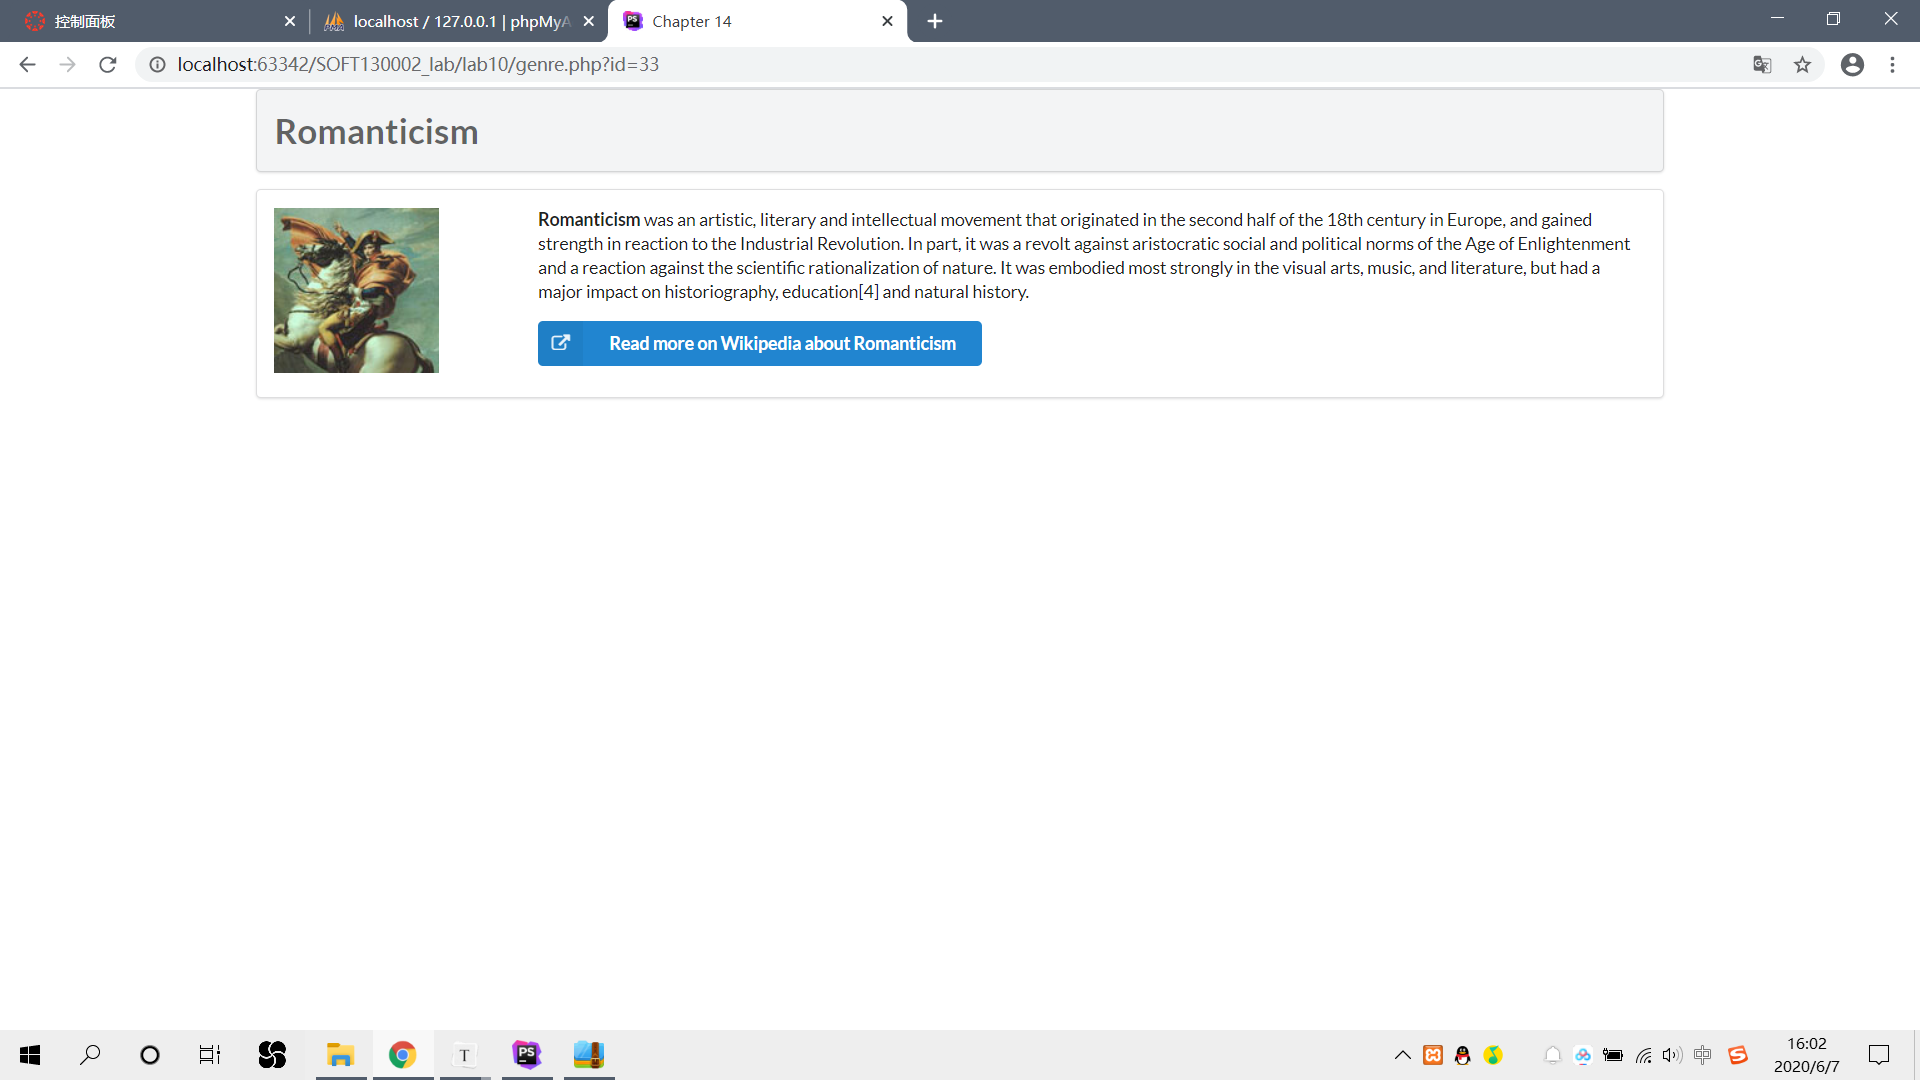 控制面板
localhost / 127.0.0.1 | phpMyA
Chapter 14
localhost:63342/SOFT130002_lab/lab10/genre.php?id=33
Romanticism
Romanticism was an artistic, literary and intellectual movement that originated in the second half of the 18th century in Europe, and gained
strength in reaction to the Industrial Revolution. In part, it was a revolt against aristocratic social and political norms of the Age of Enlightenment
and a reaction against the scientific rationalization of nature. It was embodied most strongly in the visual arts, music, and literature, but had a
major impact on historiography, education[4] and natural history.
Read more on Wikipedia about Romanticism
T
PS
中
16:02
2020/6/7